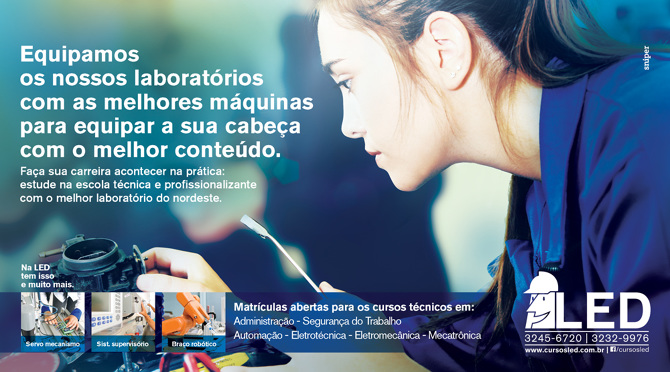 Equipamos
os nossos laboratórios
com as melhores máquinas
para equipar a sua cabeça
com o melhor conteúdo.
Faça sua carreira acontecer na prática:
estude na escola técnica e profissionalizante
com o melhor laboratório do nordeste.
sniper
Na LED
tem isso
e muito mais.
Servo mecanismo
Sist. supervisório
Braço robótico
Matrículas abertas para os cursos técnicos em:
Administração - Segurança do Trabalho
Automação - Eletrotécnica - Eletromecânica - Mecatrônica
LED
3245-6720 | 3232-9976
www.cursosled.com.br | f/cursosled